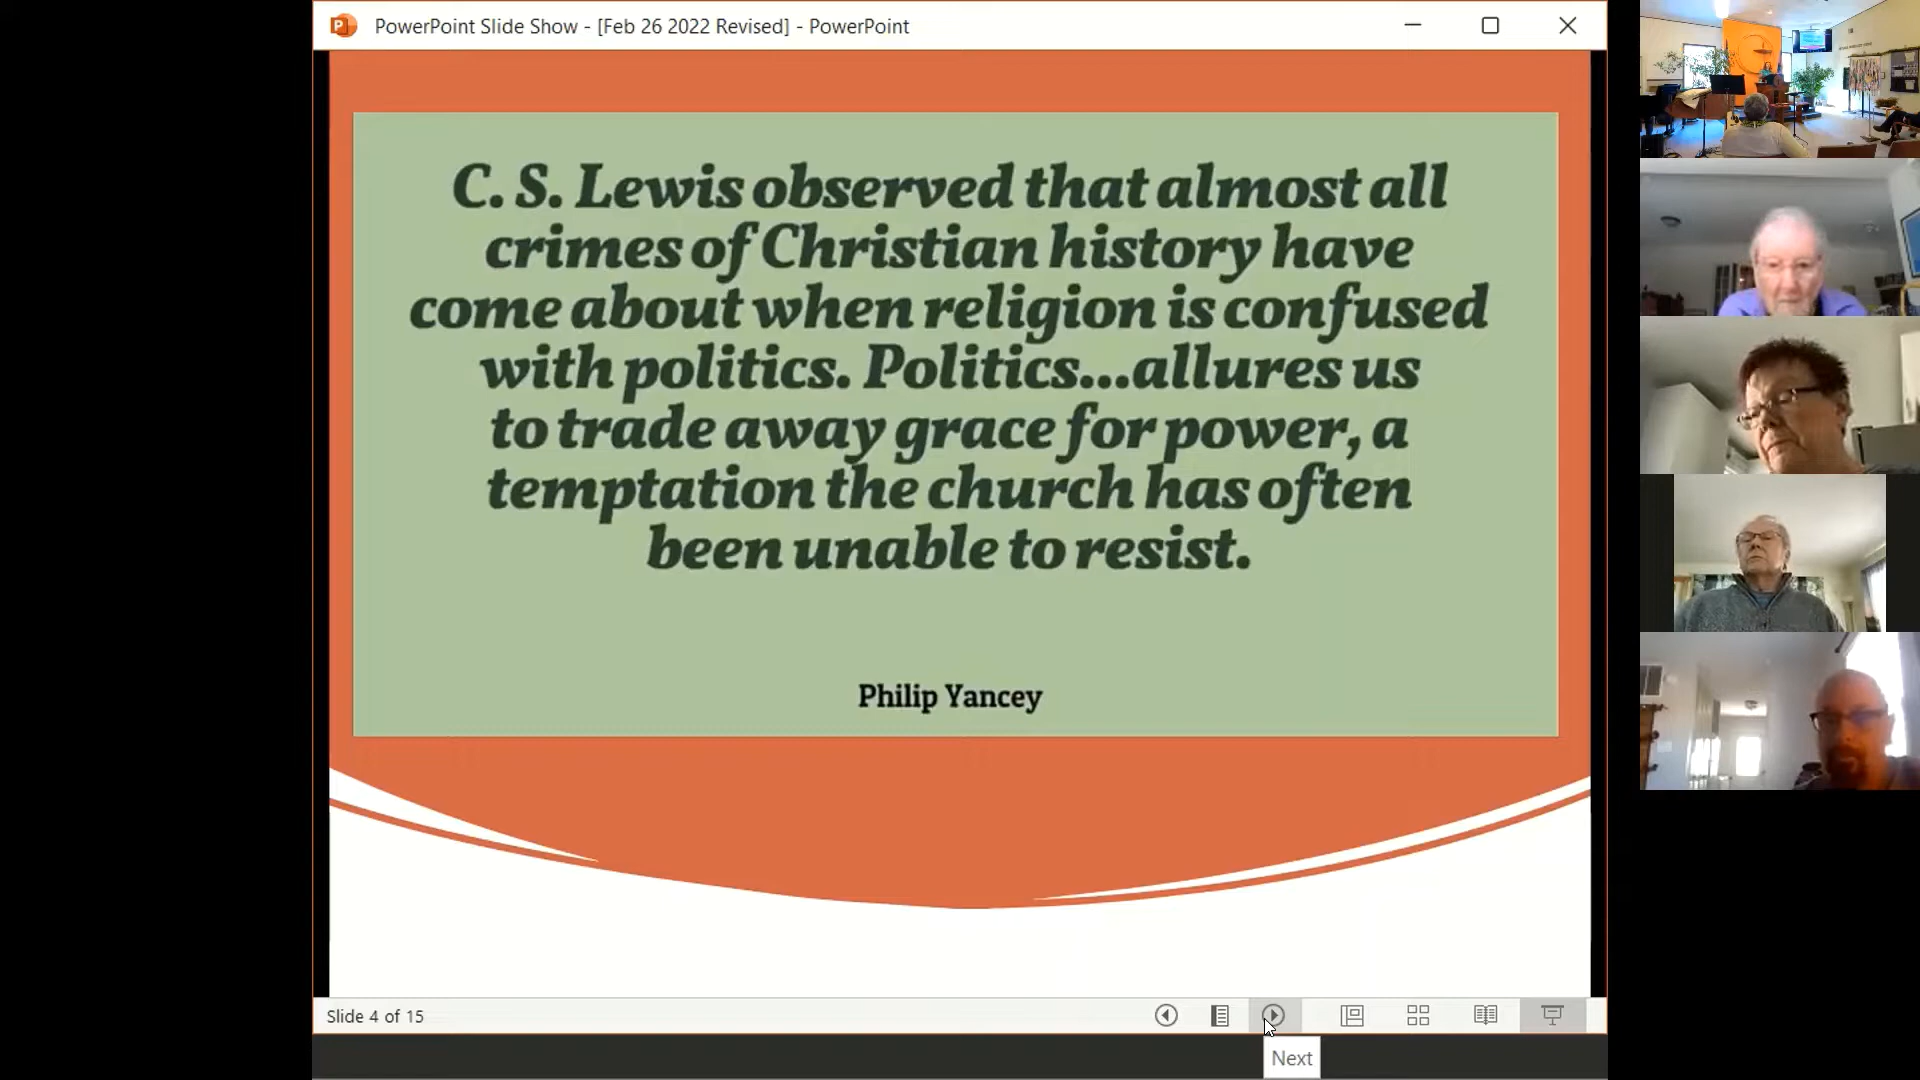 PowerPoint Slide Show - [Feb 26 2022 Revised] - PowerPoint
C. S. Lewis observed that almost all
crimes of Christian history have
come about when religion is confused
with politics. Politics...allures us
to trade away grace for power, a
temptation the church has often
been unable to resist.
Philip Yancey
Slide 4 of 15
Next